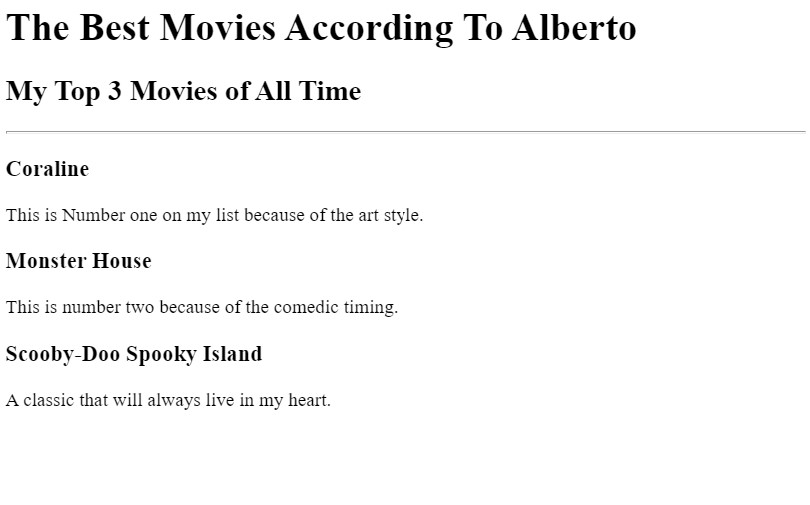 The Best Movies According To Alberto
My Top 3 Movies of All Time
Coraline
This is Number one on my list because of the art style.
Monster House
This is number two because of the comedic timing.
Scooby-Doo Spooky Island
A classic that will always live in my heart.